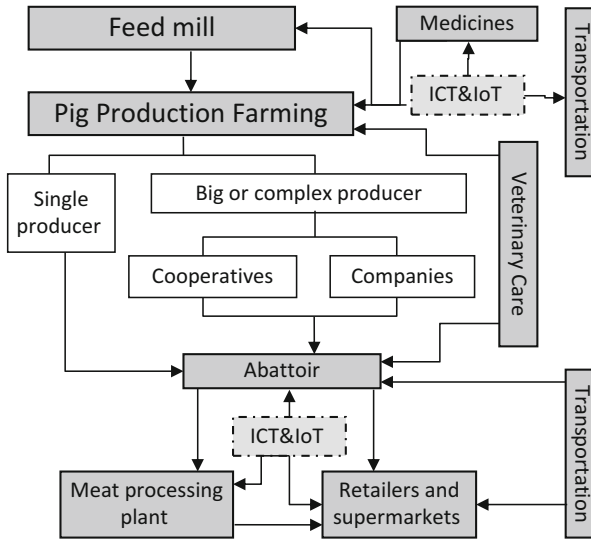 Feed mill
Medicines
Transportation
ICT&IoT
Pig Production Farming
Single
producer
Big or complex producer
Veterinary Care
Cooperatives
Companies
Abattoir
Transportation
ICT&IoT
Meat processing
plant
Retailers and
supermarkets